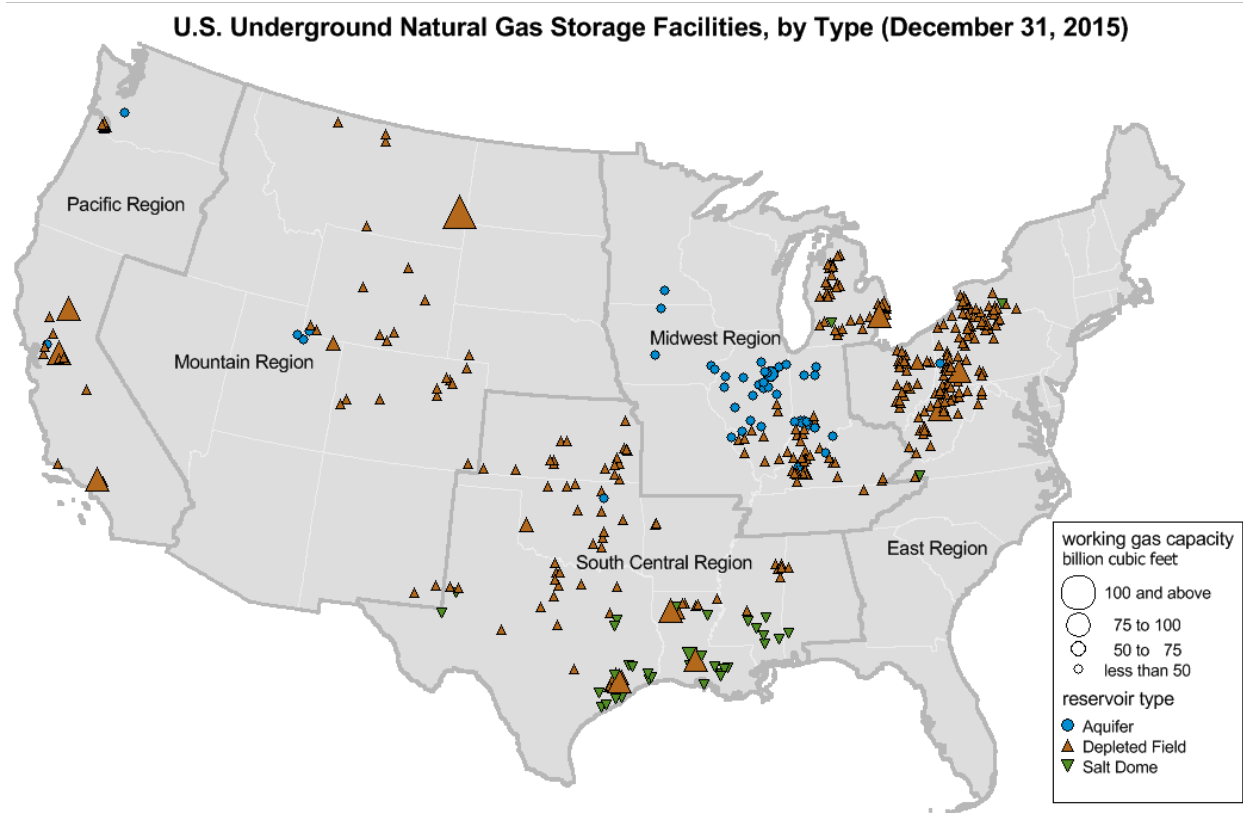 U.S. Underground Natural Gas Storage Facilities, by Type (December 31, 2015)
Pacific Region
Mountain Region
Midwest Region
South Central Region
East Region
working gas capacity
billion cubic feet
100 and above
75 to 100
50 to 75
less than 50
reservoir type
Aquifer
Depleted Field
Salt Dome